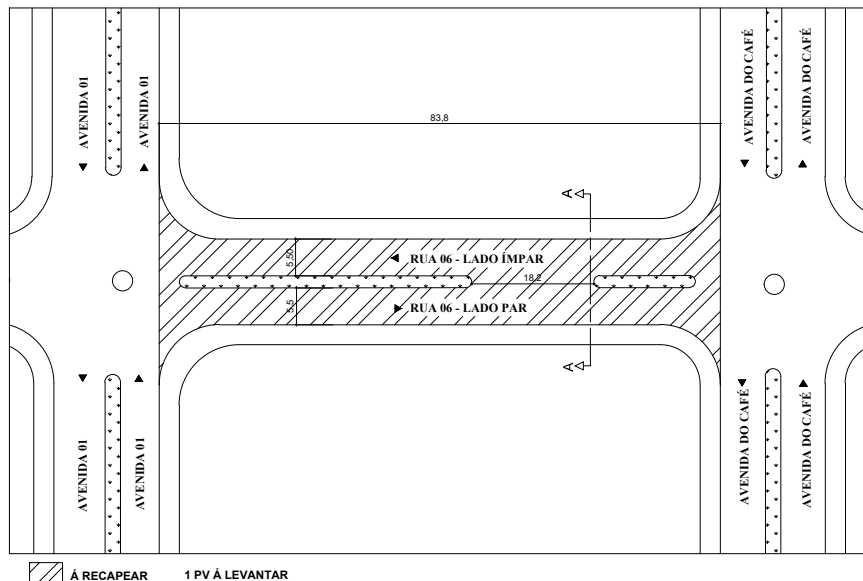 AVENIDA 01
AVENIDA 01
AVENIDA DO CAFÉ
AVENIDA DO CAFÉ
83,8
A
5,50
RUA 06 - LADO ÍMPAR
18,2
5,5
RUA 06 - LADO PAR
A
AVENIDA 01
AVENIDA 01
AVENIDA DO CAFÉ
AVENIDA DO CAFÉ
Á RECAPEAR
1 PV Á LEVANTAR